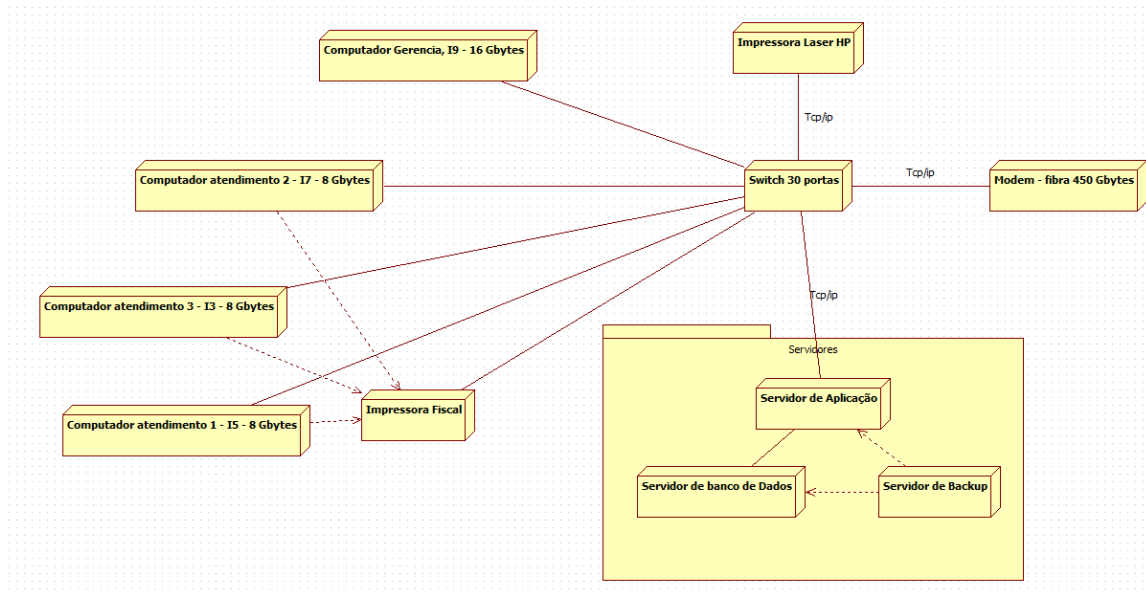 Impressora Laser HP
Computador Gerencia, I9 - 16 Gbytes
Tcp/ip
Computador atendimento 2 - I7 - 8 Gbytes
Switch 30 portas
Tcp/ip
Modem - fibra 450 Gbytes
Computador atendimento 3 - I3 - 8 Gbytes
Tcp/ip
Servidores
Servidor de Aplicação
Impressora Fiscal
Computador atendimento 1 - I5 - 8 Gbytes
Servidor de banco de Dados
Servidor de Backup